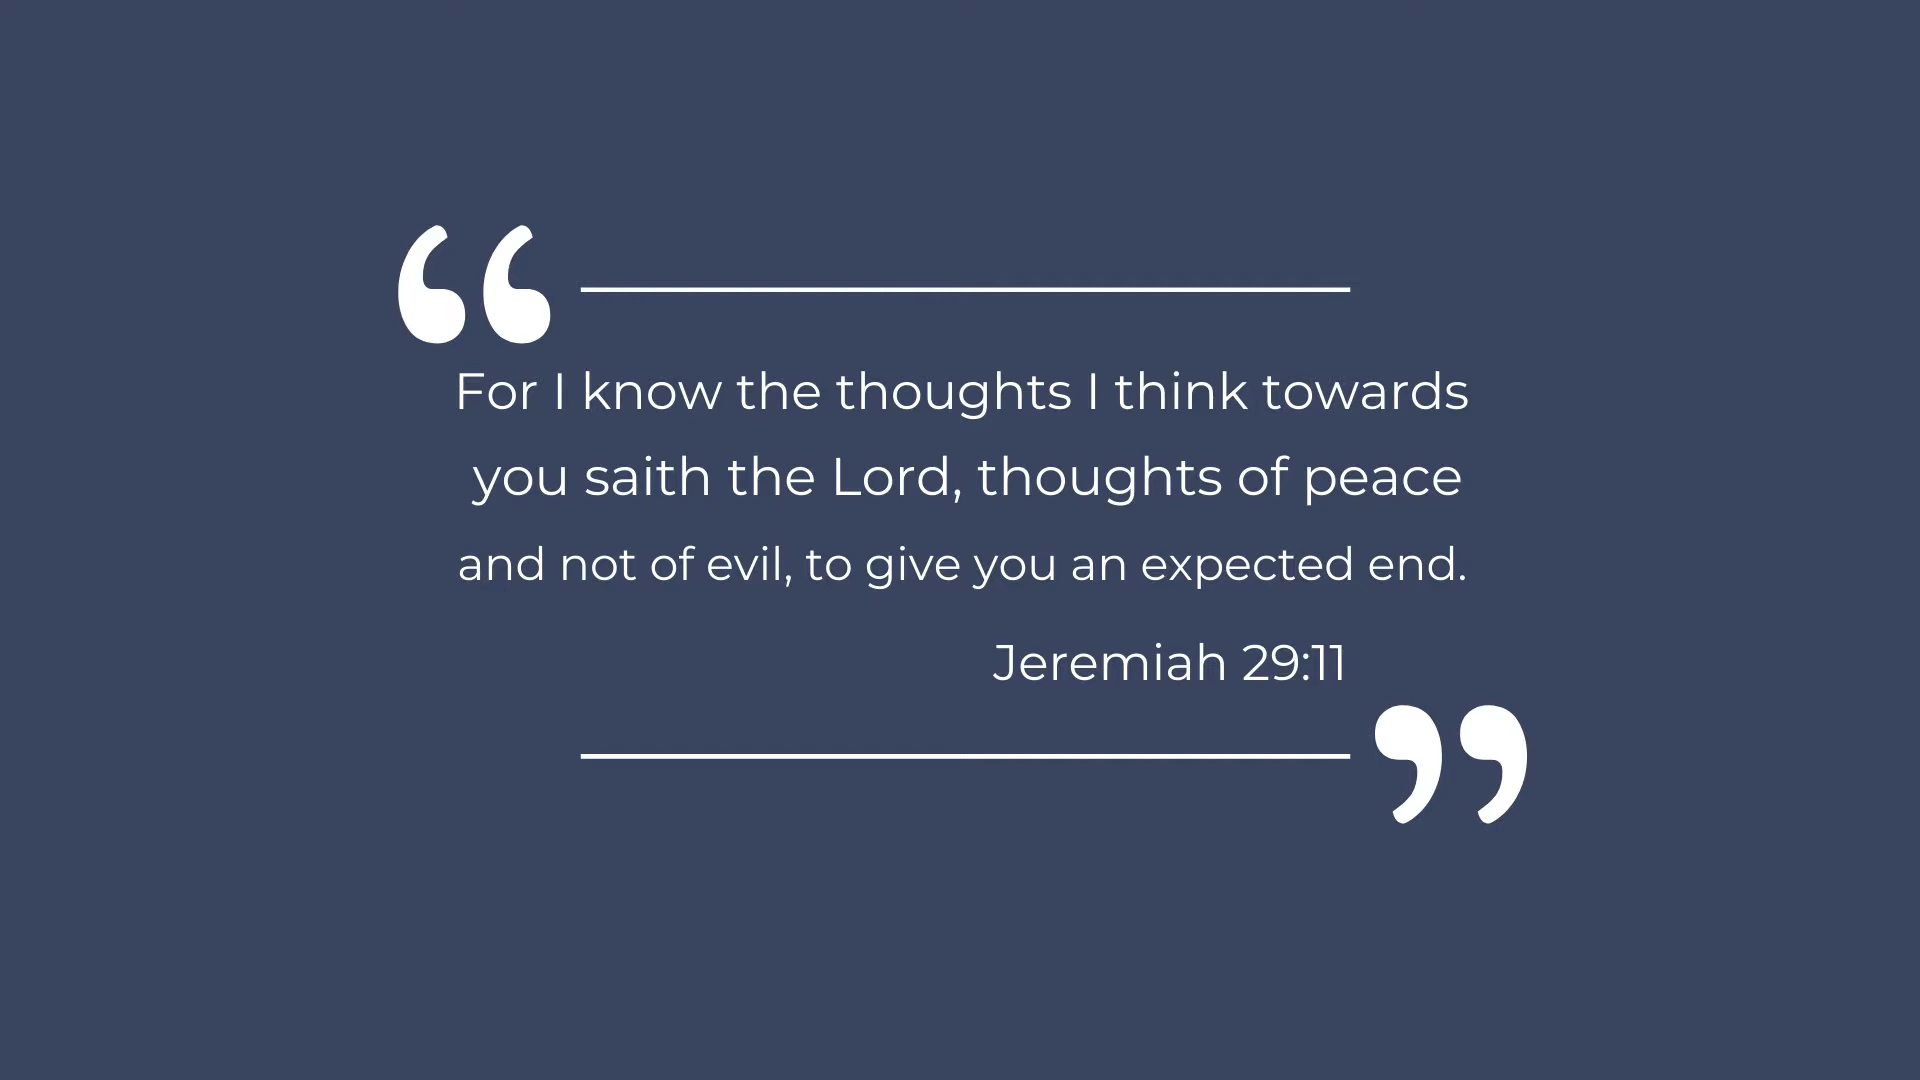 “
For I know the thoughts I think towards
you saith the Lord, thoughts of peace
and not of evil, to give you an expected end.
Jeremiah 29:11
”